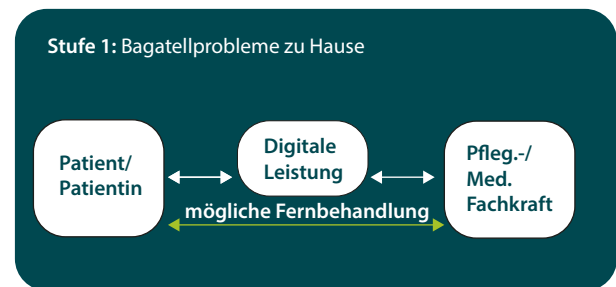 Stufe 1: Bagatellprobleme zu Hause
Patient/
Patientin
Digitale
Leistung
Pfleg.-/
Med.
Fachkraft
mögliche Fernbehandlung